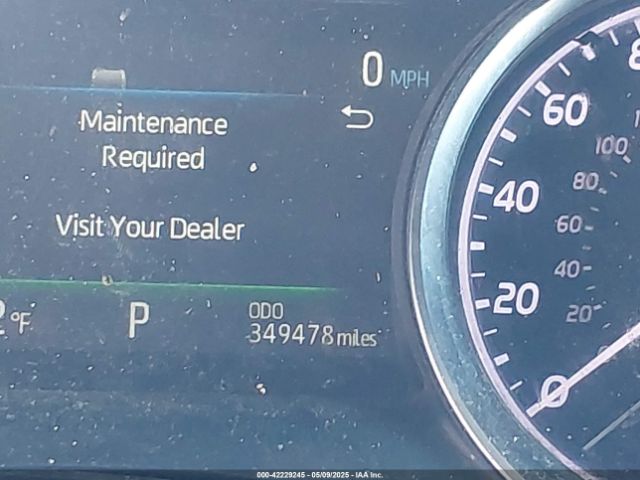 0 MPH
Maintenance
Required
Visit Your Dealer
°F
P
ODO
349478 miles
60
40
20
0
100
80
60
40
20
000-42229245 - 05/09/2025 - IAA Inc.